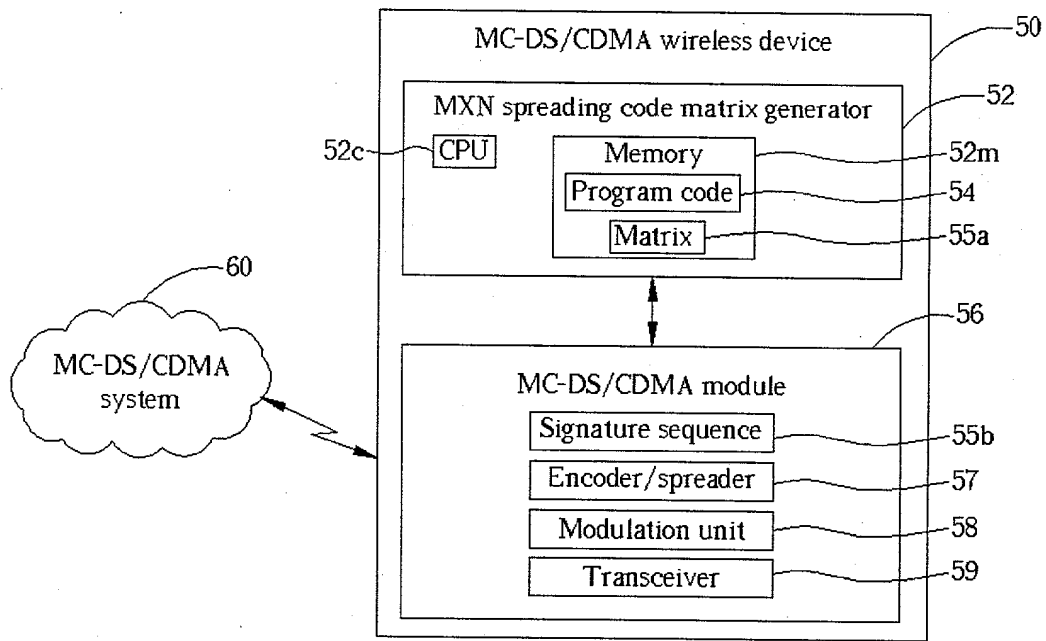 MC-DS/CDMA wireless device
50
MXN spreading code matrix generator
52
52c
CPU
Memory
52m
Program code
54
Matrix
55a
60
MC-DS/CDMA
system
56
MC-DS/CDMA module
Signature sequence
55b
Encoder/spreader
57
Modulation unit
58
Transceiver
59